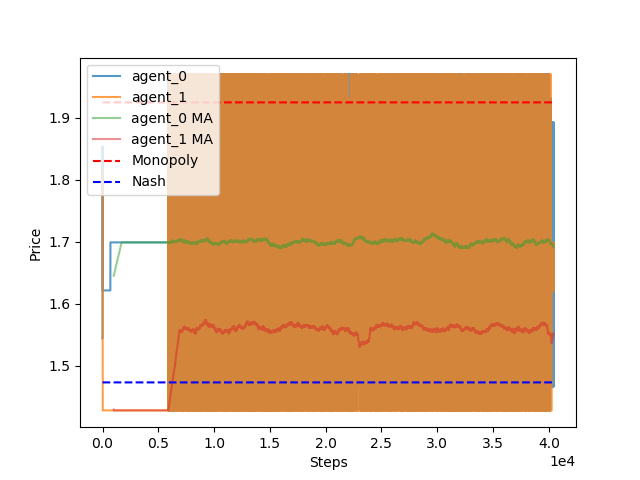 agent_0
agent_1
agent_0 MA
agent_1 MA
Monopoly
Nash
Price
1.9
1.8
1.7
1.6
1.5
0.0 0.5 1.0 1.5 2.0 2.5 3.0 3.5 4.0
Steps 1e4